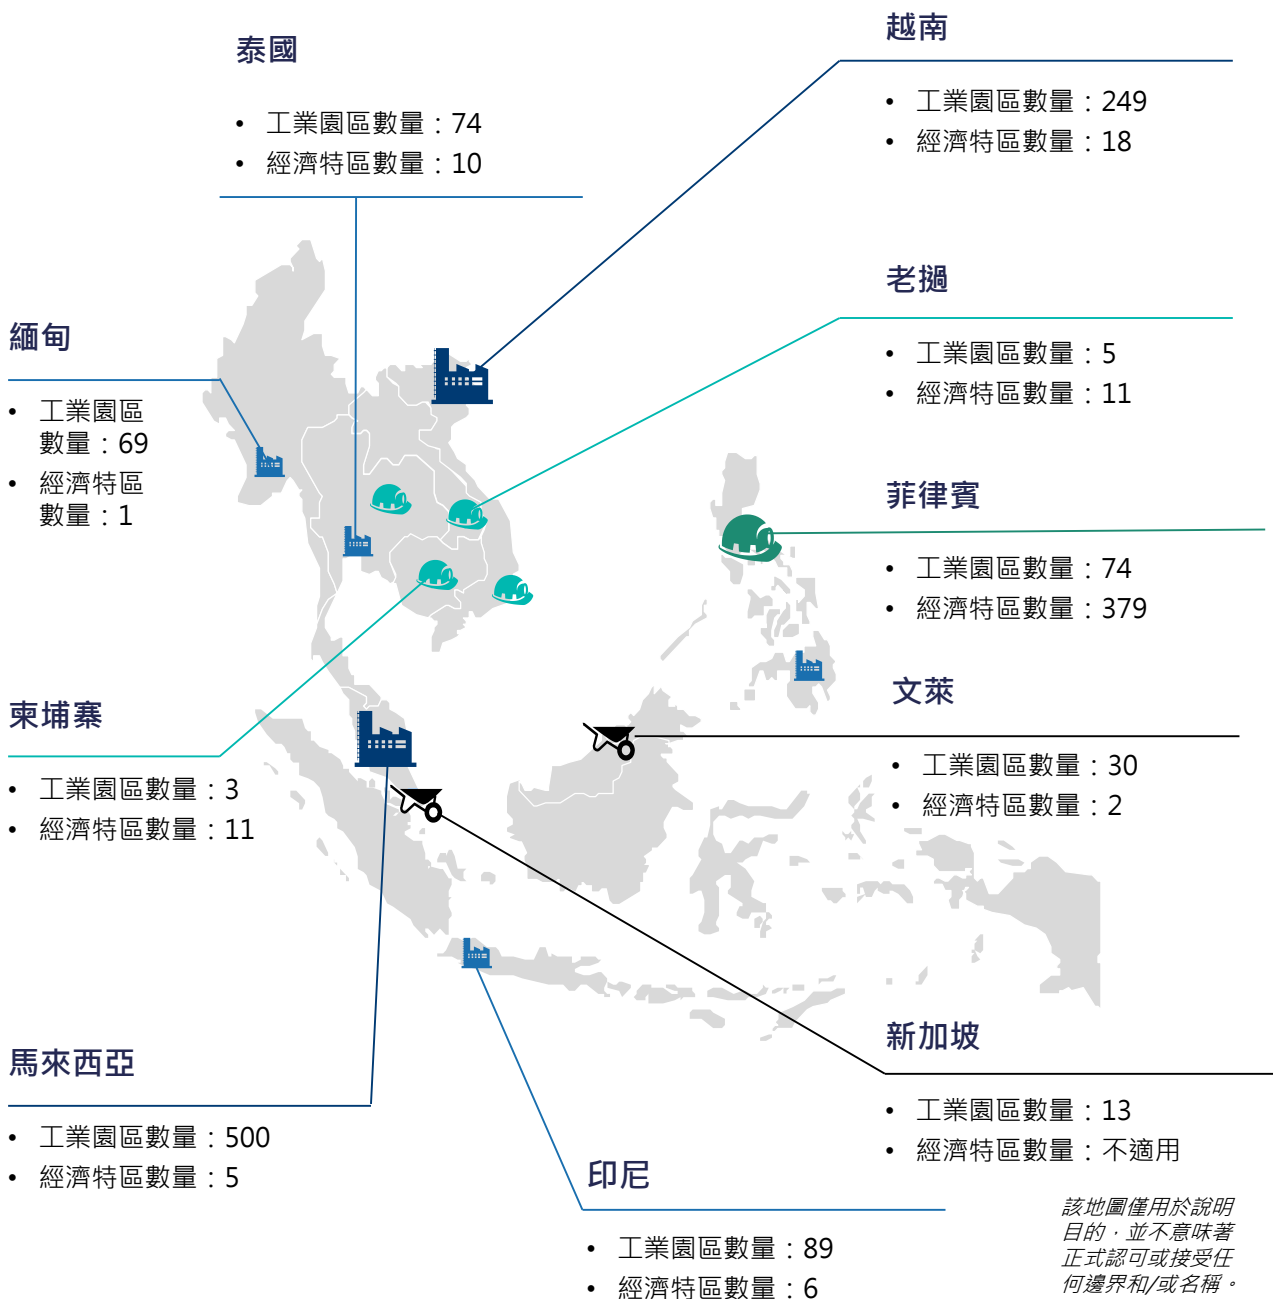 泰國
• 工業園區數量：74
• 經濟特區數量：10
越南
• 工業園區數量：249
• 經濟特區數量：18
緬甸
• 工業園區
數量：69
• 經濟特區
數量：1
老撾
• 工業園區數量：5
• 經濟特區數量：11
菲律賓
• 工業園區數量：74
• 經濟特區數量：379
柬埔寨
• 工業園區數量：3
• 經濟特區數量：11
文萊
• 工業園區數量：30
• 經濟特區數量：2
馬來西亞
• 工業園區數量：500
• 經濟特區數量：5
新加坡
• 工業園區數量：13
• 經濟特區數量：不適用
印尼
• 工業園區數量：89
• 經濟特區數量：6
該地圖僅用於說明
目的，並不意味著
正式認可或接受任
何邊界和/或名稱。